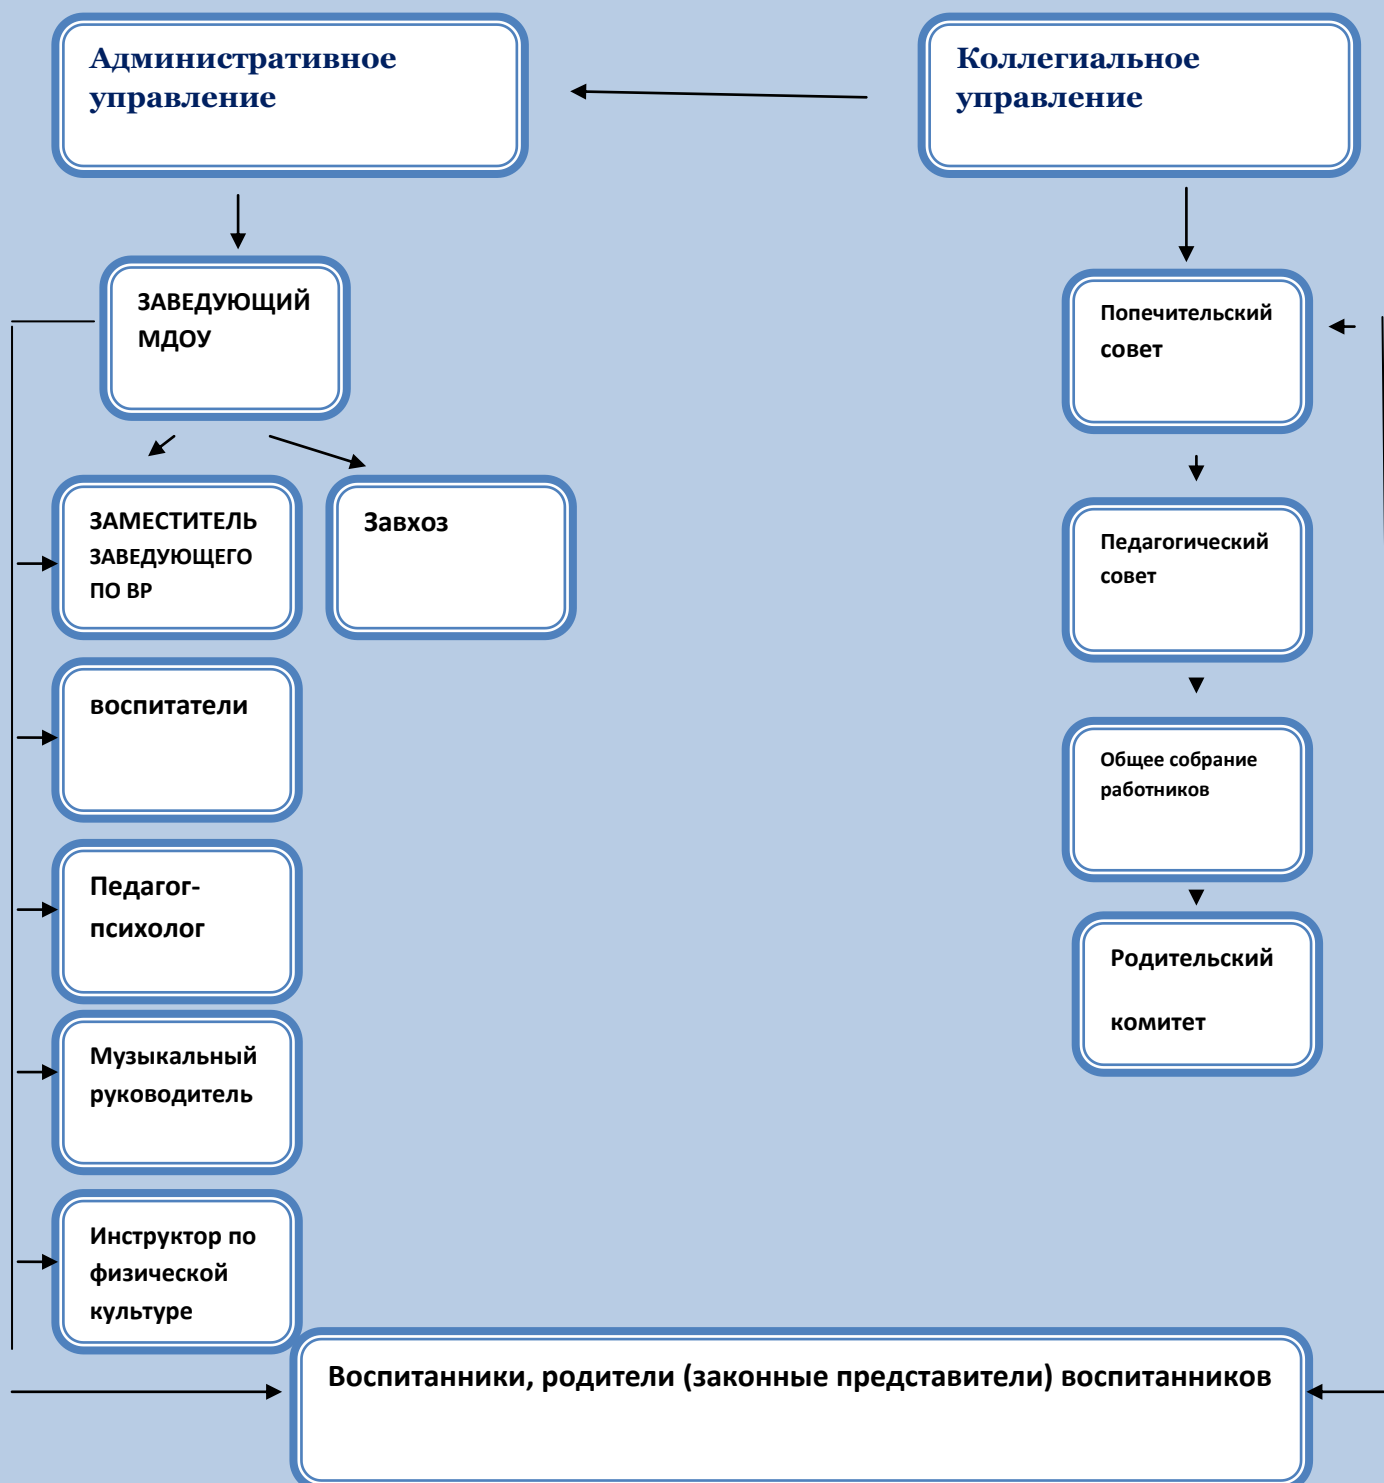 Административное
управление
Коллегиальное
управление
ЗАВЕДУЮЩИЙ
МДОУ
Попечительский
совет
ЗАМЕСТИТЕЛЬ
ЗАВЕДУЮЩЕГО
ПО ВР
Завхоз
Педагогический
совет
воспитатели
Общее собрание
работников
Педагог-
психолог
Родительский
комитет
Музыкальный
руководитель
Инструктор по
физической
культуре
Воспитанники, родители (законные представители) воспитанников